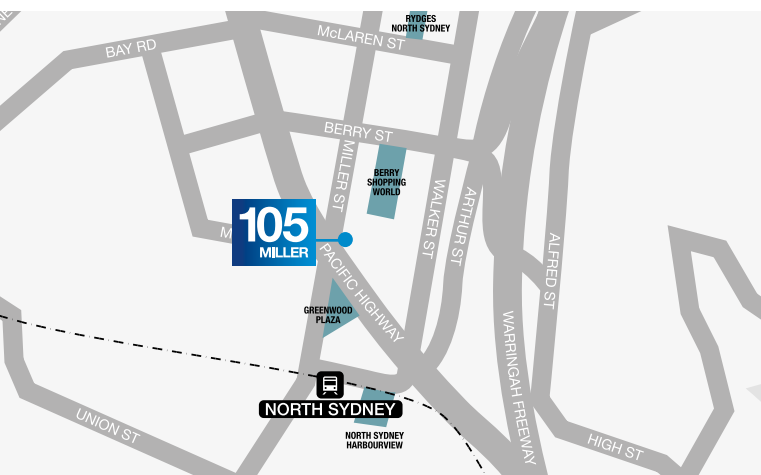 RYDGES
NORTH SYDNEY
McLAREN ST
BAY RD
BERRY ST
MILLER ST
BERRY
SHOPPING
WORLD
WALKER ST
ARTHUR ST
105
MILLER
M
PACIFIC HIGHWAY
ALFRED ST
GREENWOOD
PLAZA
WARRINGAH FREEWAY
NORTH SYDNEY
UNION ST
NORTH SYDNEY
HARBOURVIEW
HIGH ST